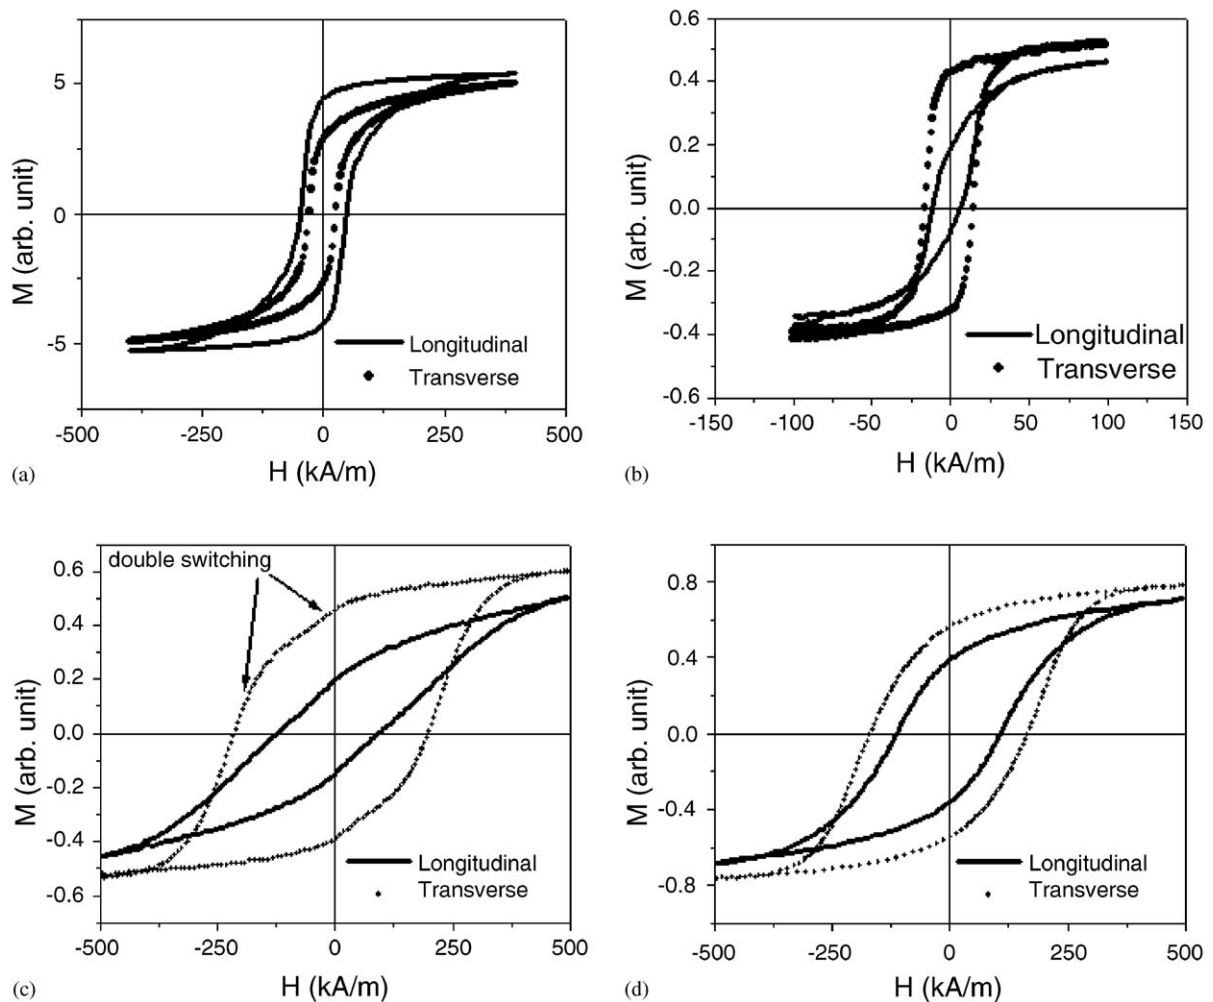 5
0
-5
M (arb. unit)
Longitudinal
Transverse
-500
-250
0
250
500
H (kA/m)
(a)
0.6
0.4
0.2
0.0
-0.2
-0.4
-0.6
M (arb. unit)
Longitudinal
Transverse
-150
-100
-50
0
50
100
150
H (kA/m)
(b)
double switching
0.6
0.4
0.2
0.0
-0.2
-0.4
-0.6
M (arb. unit)
Longitudinal
Transverse
-500
-250
0
250
500
H (kA/m)
(c)
0.8
0.4
0.0
-0.4
-0.8
M (arb. unit)
Longitudinal
Transverse
-500
-250
0
250
500
H (kA/m)
(d)